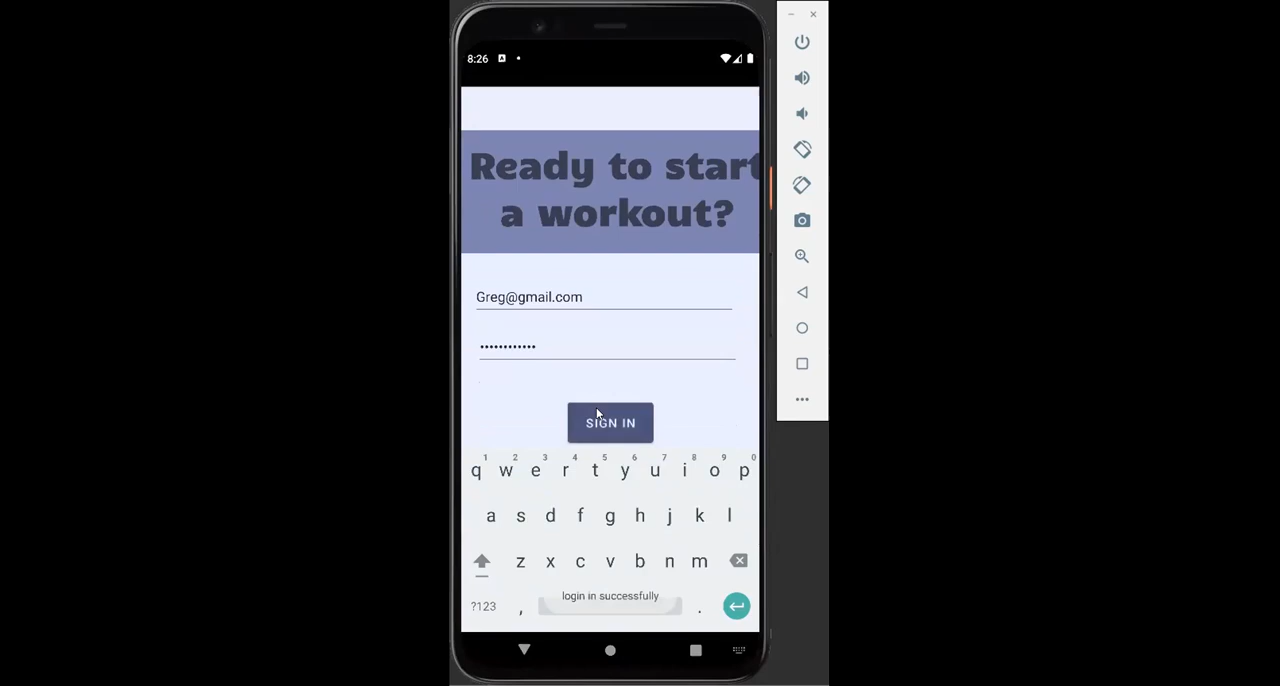 8:26
Ready to start
a workout?
Greg@gmail.com
••••••••••••
SIGN IN
1 2 3 4 5 6 7 8 9 0
q w e r t y u i o p
a s d f g h j k l
z x c v b n m
?123 , .
login in successfully